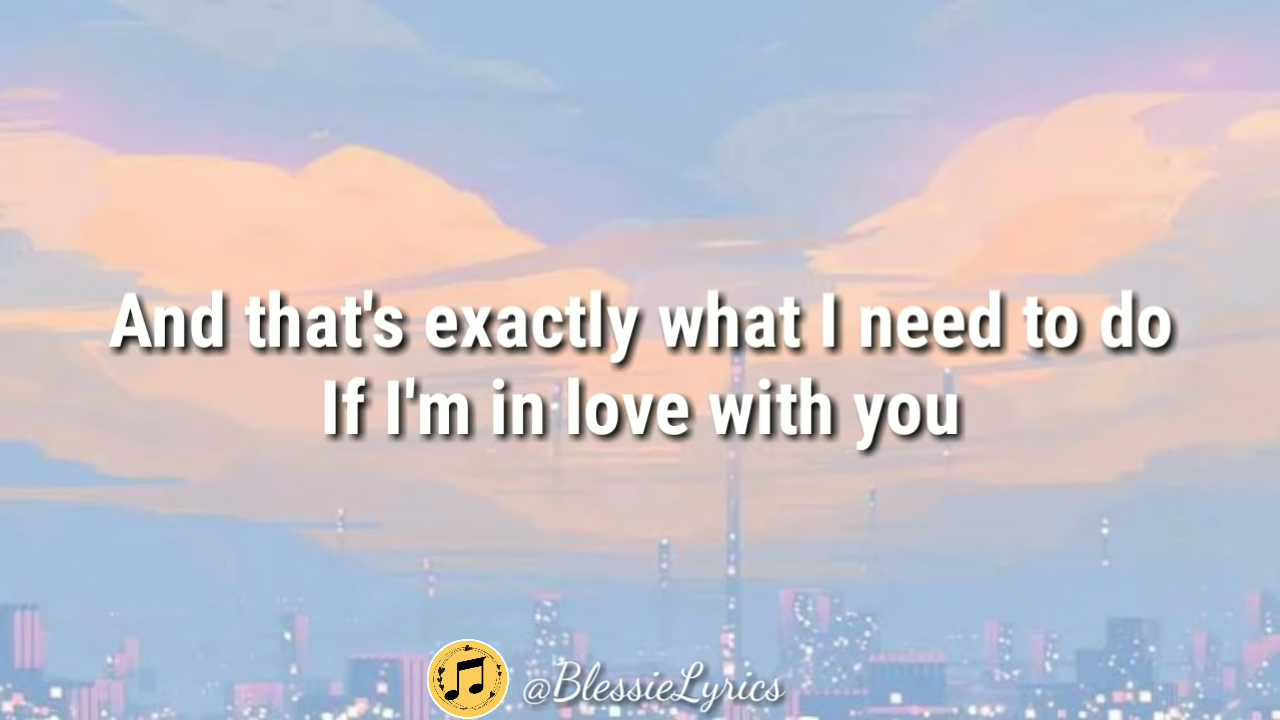 And that's exactly what I need to do
If I'm in love with you
@BlessieLyrics